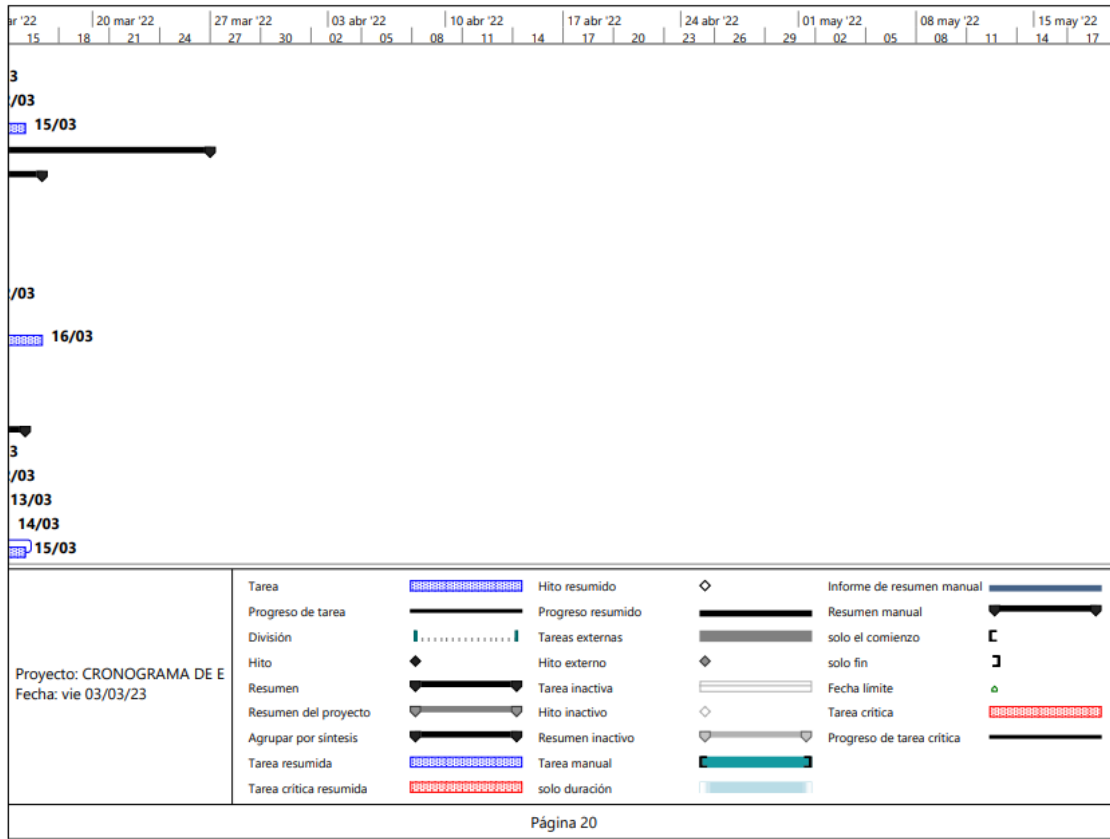 ar '22 20 mar '22 27 mar '22 03 abr '22 10 abr '22 17 abr '22 24 abr '22 01 may '22 08 may '22 15 may '22
15 18 21 24 27 30 02 05 08 11 14 17 20 23 26 29 02 05 08 11 14 17
3
/03
15/03
/03
16/03
3
/03
13/03
14/03
15/03
Proyecto: CRONOGRAMA DE E
Fecha: vie 03/03/23
Tarea
Progreso de tarea
División
Hito
Resumen
Resumen del proyecto
Agrupar por síntesis
Tarea resumida
Tarea crítica resumida
Hito resumido
Progreso resumido
Tareas externas
Hito externo
Tarea inactiva
Hito inactivo
Resumen inactivo
Tarea manual
solo duración
Informe de resumen manual
Resumen manual
solo el comienzo
solo fin
Fecha límite
Tarea crítica
Progreso de tarea crítica
Página 20